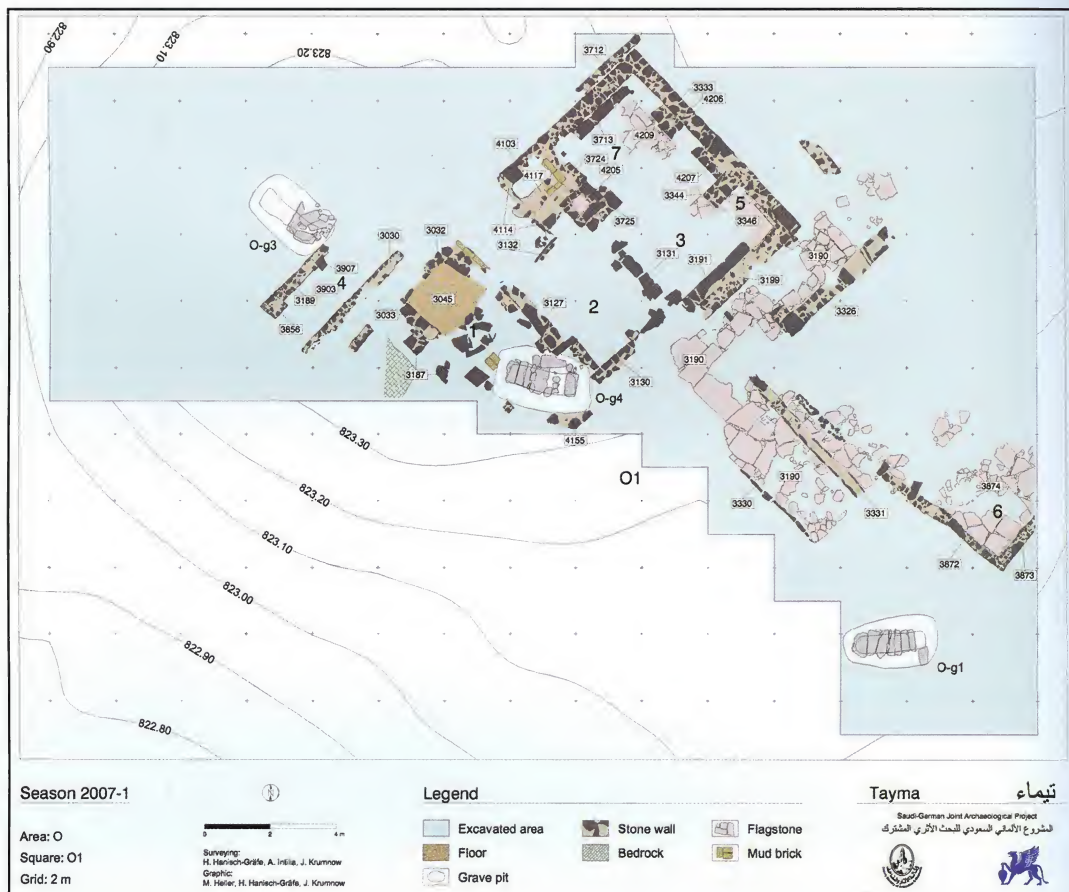 822.90
823.10
823.20
3712
3333
4206
4103
3713
4209
7
4117
3724
4205
4207
3344
5
3346
3725
4114
3132
3
O-g3
3030
3032
3907
4
3903
3189
3856
3045
3033
1
3187
3131
3191
3190
3199
3127
2
3326
3190
3130
O-g4
4155
823.30
O1
3190
3330
3331
3874
6
3872
3873
823.20
823.10
823.00
822.90
822.80
O-g1
Season 2007-1
Area: O
Square: O1
Grid: 2 m
N
0 2 4 m
Surveying:
H. Hanisch-Gräfe, A. Intilia, J. Krumnow
Graphic:
M. Heller, H. Hanisch-Gräfe, J. Krumnow
Legend
Excavated area
Stone wall
Flagstone
Floor
Bedrock
Mud brick
Grave pit
Tayma تيماء
Saudi-German Joint Archaeological Project
المشروع الألماني السعودي للبحث الأثري المشترك